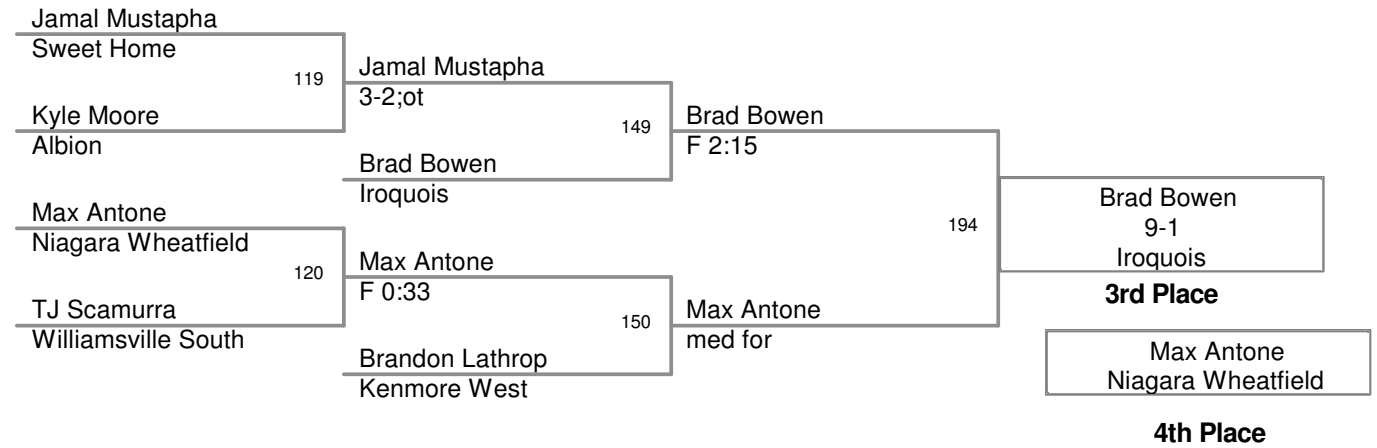 Jamal Mustapha
Sweet Home
119
Kyle Moore
Albion
Jamal Mustapha
3-2;ot
149
Brad Bowen
Iroquois
Max Antone
Niagara Wheatfield
120
TJ Scamurra
Williamsville South
Max Antone
F 0:33
150
Brandon Lathrop
Kenmore West
Brad Bowen
F 2:15
194
Max Antone
med for
Brad Bowen
9-1
Iroquois
3rd Place
Max Antone
Niagara Wheatfield
4th Place